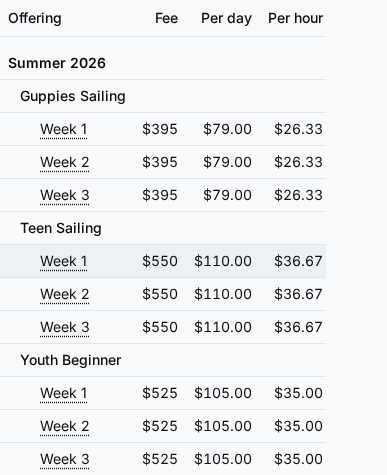 Offering Fee Per day Per hour
Summer 2026
Guppies Sailing
Week 1 $395 $79.00 $26.33
Week 2 $395 $79.00 $26.33
Week 3 $395 $79.00 $26.33
Teen Sailing
Week 1 $550 $110.00 $36.67
Week 2 $550 $110.00 $36.67
Week 3 $550 $110.00 $36.67
Youth Beginner
Week 1 $525 $105.00 $35.00
Week 2 $525 $105.00 $35.00
Week 3 $525 $105.00 $35.00